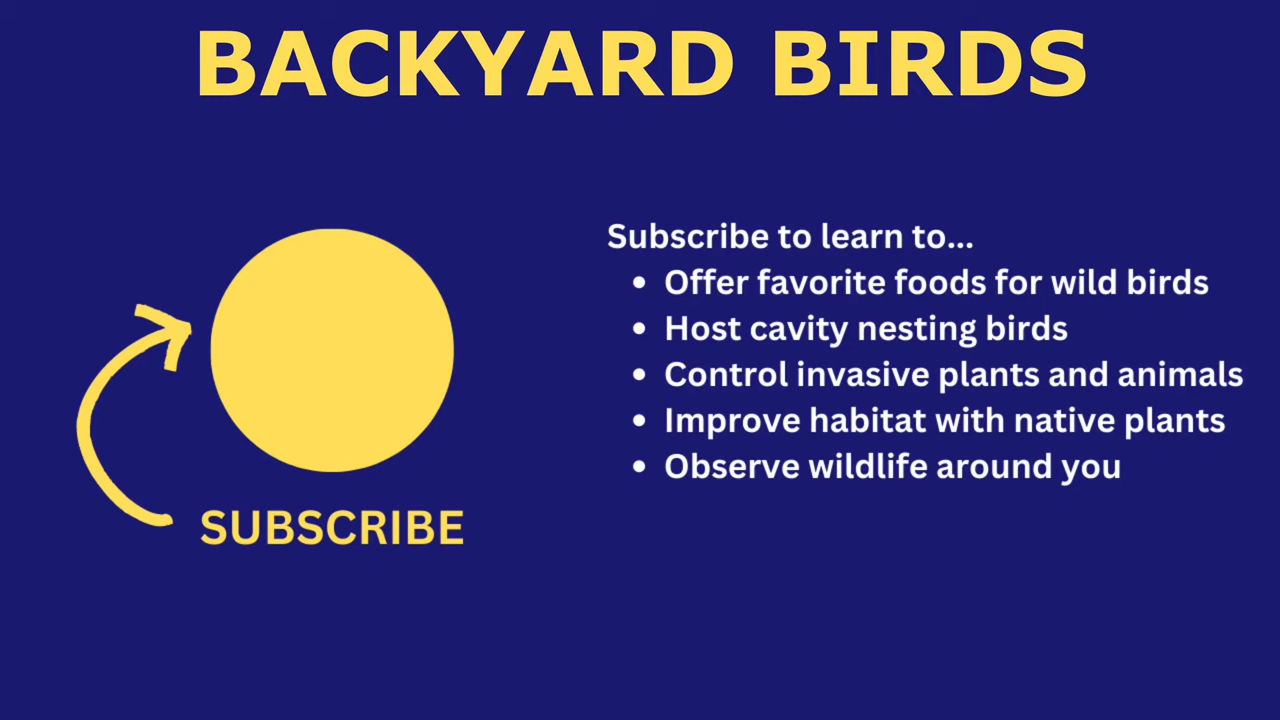 BACKYARD BIRDS
Subscribe to learn to...
• Offer favorite foods for wild birds
• Host cavity nesting birds
• Control invasive plants and animals
• Improve habitat with native plants
• Observe wildlife around you
SUBSCRIBE